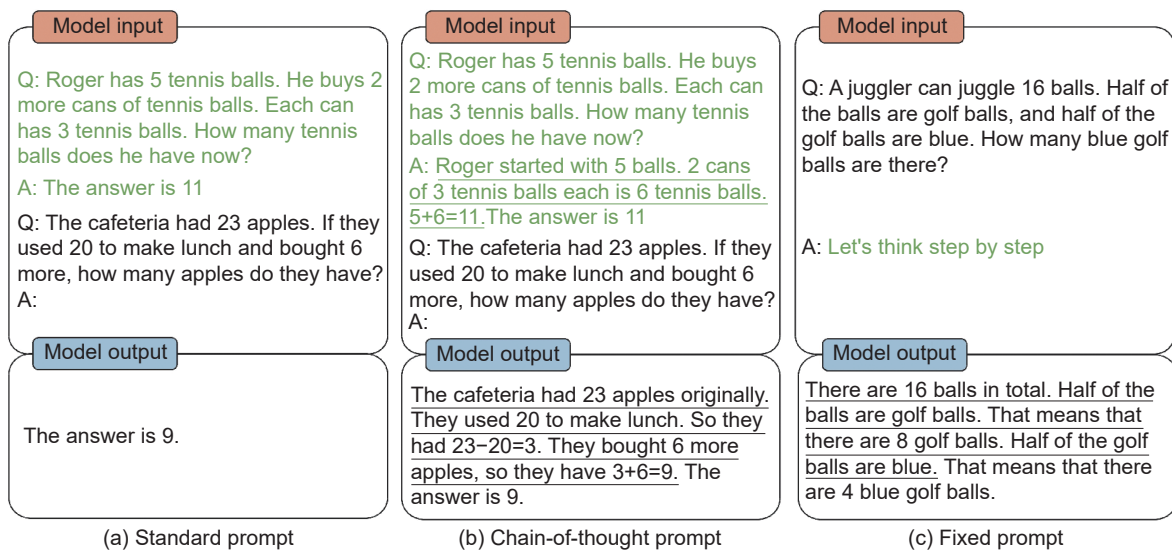 Model input
Q: Roger has 5 tennis balls. He buys 2
more cans of tennis balls. Each can
has 3 tennis balls. How many tennis
balls does he have now?
A: The answer is 11
Q: The cafeteria had 23 apples. If they
used 20 to make lunch and bought 6
more, how many apples do they have?
A:
Model output
The answer is 9.
(a) Standard prompt
Model input
Q: Roger has 5 tennis balls. He buys
2 more cans of tennis balls. Each can
has 3 tennis balls. How many tennis
balls does he have now?
A: Roger started with 5 balls. 2 cans
of 3 tennis balls each is 6 tennis balls.
5+6=11.The answer is 11
Q: The cafeteria had 23 apples. If they
used 20 to make lunch and bought 6
more, how many apples do they have?
A:
Model output
The cafeteria had 23 apples originally.
They used 20 to make lunch. So they
had 23−20=3. They bought 6 more
apples, so they have 3+6=9. The
answer is 9.
(b) Chain-of-thought prompt
Model input
Q: A juggler can juggle 16 balls. Half of
the balls are golf balls, and half of the
golf balls are blue. How many blue golf
balls are there?
A: Let's think step by step
Model output
There are 16 balls in total. Half of the
balls are golf balls. That means that
there are 8 golf balls. Half of the golf
balls are blue. That means that there
are 4 blue golf balls.
(c) Fixed prompt